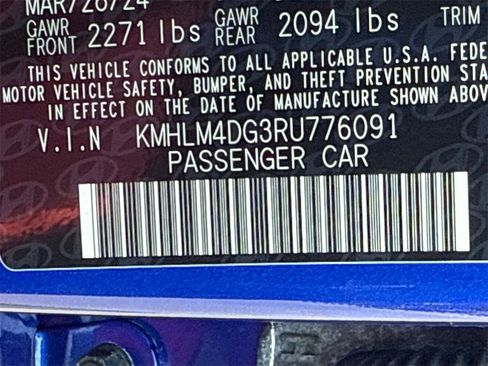 MAR/26/24
GAWR FRONT 2271 lbs GAWR REAR 2094 lbs TRIM
THIS VEHICLE CONFORMS TO ALL APPLICABLE U.S.A. FEDE
MOTOR VEHICLE SAFETY, BUMPER, AND THEFT PREVENTION STA
IN EFFECT ON THE DATE OF MANUFACTURE SHOWN ABOV
V.I.N KMHLM4DG3RU776091
PASSENGER CAR